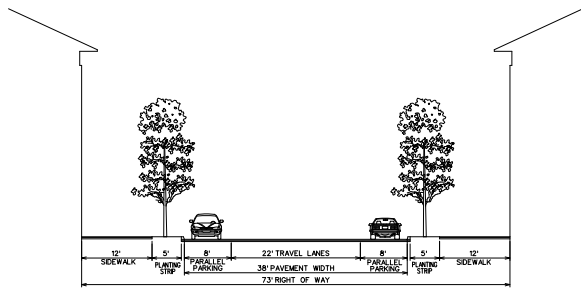 12' 5' 8' 22' TRAVEL LANES 8' 5' 12'
SIDEWALK PLANTING STRIP PARALLEL PARKING PARALLEL PARKING PLANTING STRIP SIDEWALK
38' PAVEMENT WIDTH
73' RIGHT OF WAY